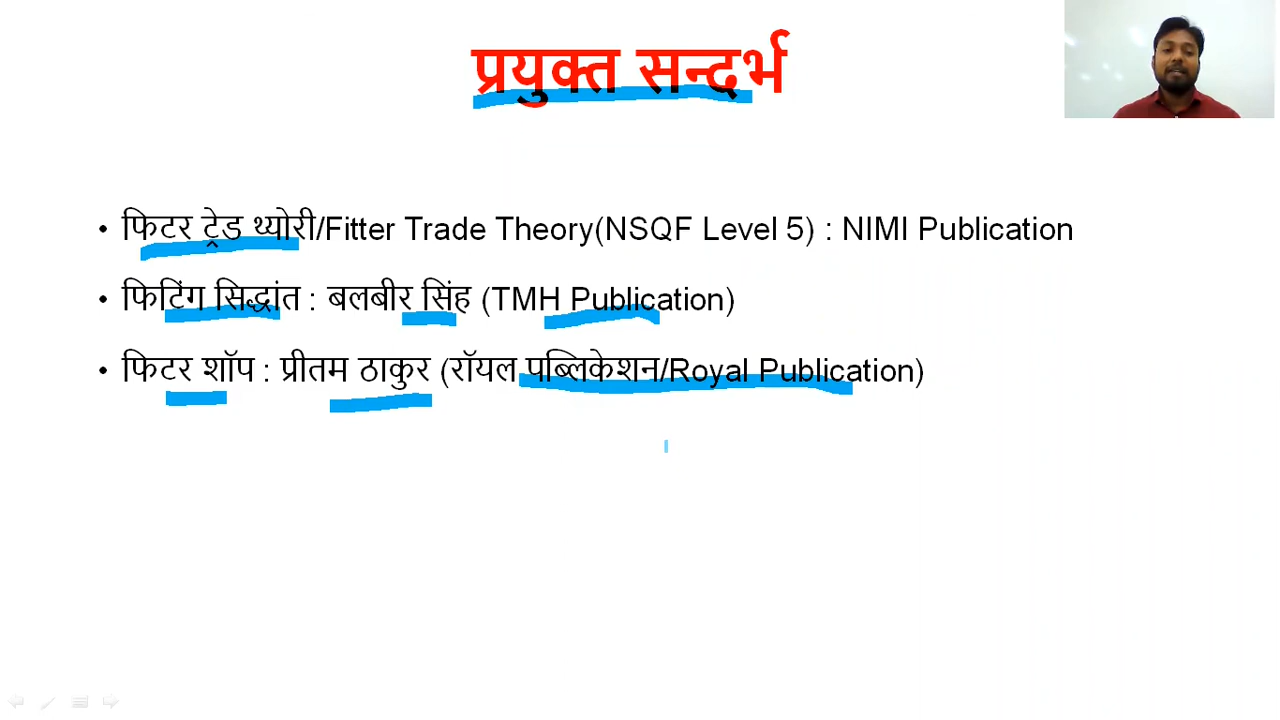 प्रयुक्त सन्दर्भ
• फिटर ट्रेड थ्योरी/Fitter Trade Theory(NSQF Level 5) : NIMI Publication
• फिटिंग सिद्धांत : बलबीर सिंह (TMH Publication)
• फिटर शॉप : प्रीतम ठाकुर (रॉयल पब्लिकेशन/Royal Publication)